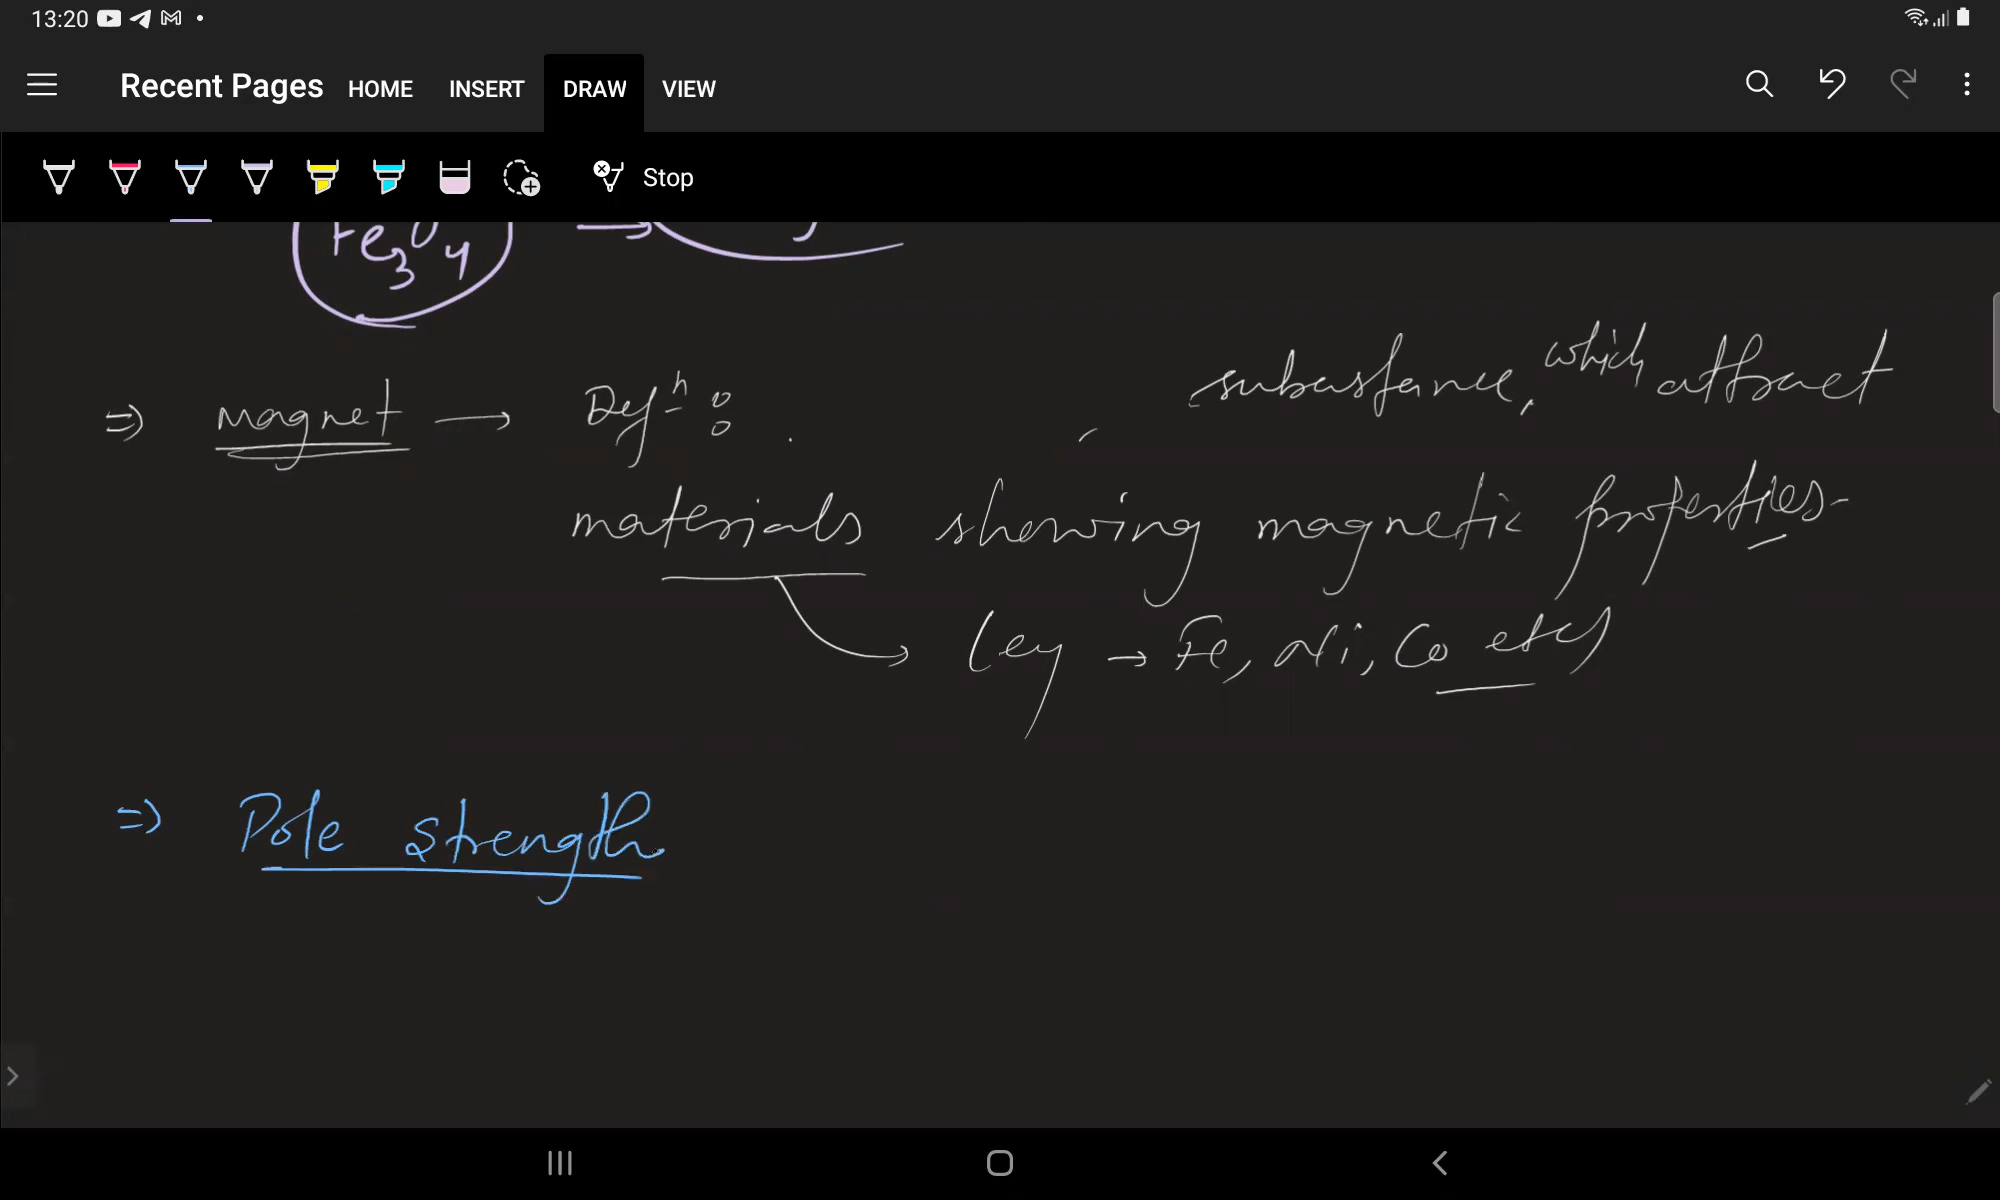 13:20
Recent Pages HOME INSERT DRAW VIEW
Stop
Fe3O4 →
⇒ magnet → Defn : subastance, which attract
materials showing magnetic properties.
(eg → Fe, Ni, Co etc)
⇒ Pole strength